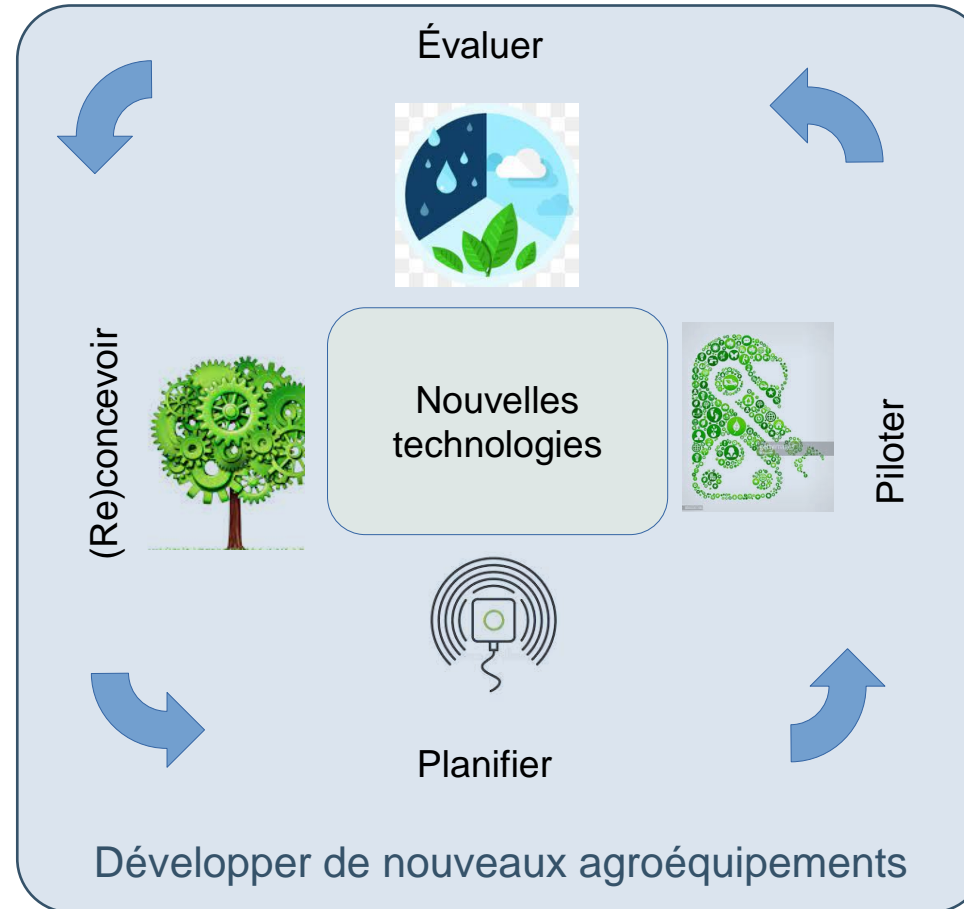 Évaluer
(Re)concevoir
Nouvelles
technologies
Piloter
Planifier
Développer de nouveaux agroéquipements